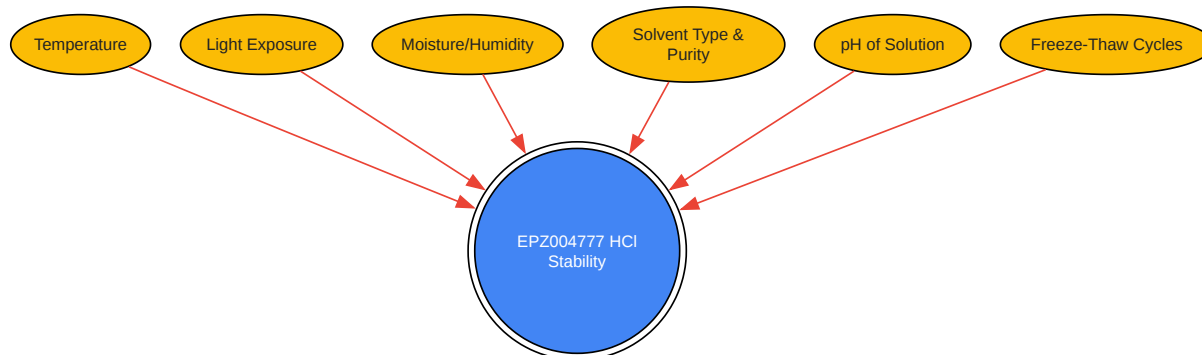 Temperature
Light Exposure
Moisture/Humidity
Solvent Type &
Purity
pH of Solution
Freeze-Thaw Cycles
EPZ004777 HCl
Stability